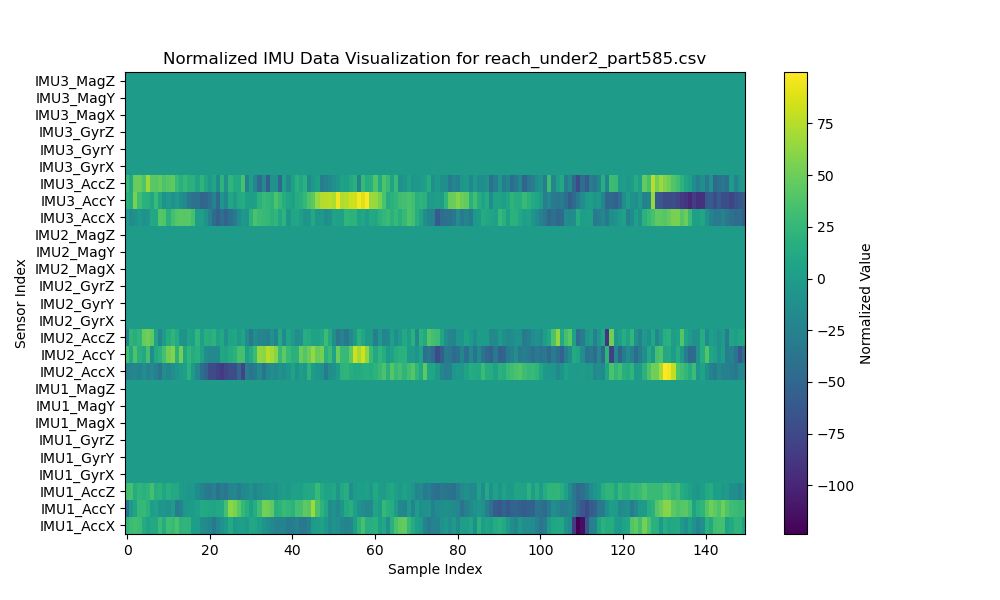 Normalized IMU Data Visualization for reach_under2_part585.csv
IMU3_MagZ
IMU3_MagY
IMU3_MagX
IMU3_GyrZ
IMU3_GyrY
IMU3_GyrX
IMU3_AccZ
IMU3_AccY
IMU3_AccX
IMU2_MagZ
IMU2_MagY
IMU2_MagX
IMU2_GyrZ
IMU2_GyrY
IMU2_GyrX
IMU2_AccZ
IMU2_AccY
IMU2_AccX
IMU1_MagZ
IMU1_MagY
IMU1_MagX
IMU1_GyrZ
IMU1_GyrY
IMU1_GyrX
IMU1_AccZ
IMU1_AccY
IMU1_AccX
Sensor Index
0 20 40 60 80 100 120 140
Sample Index
75
50
25
0
−25
−50
−75
−100
Normalized Value